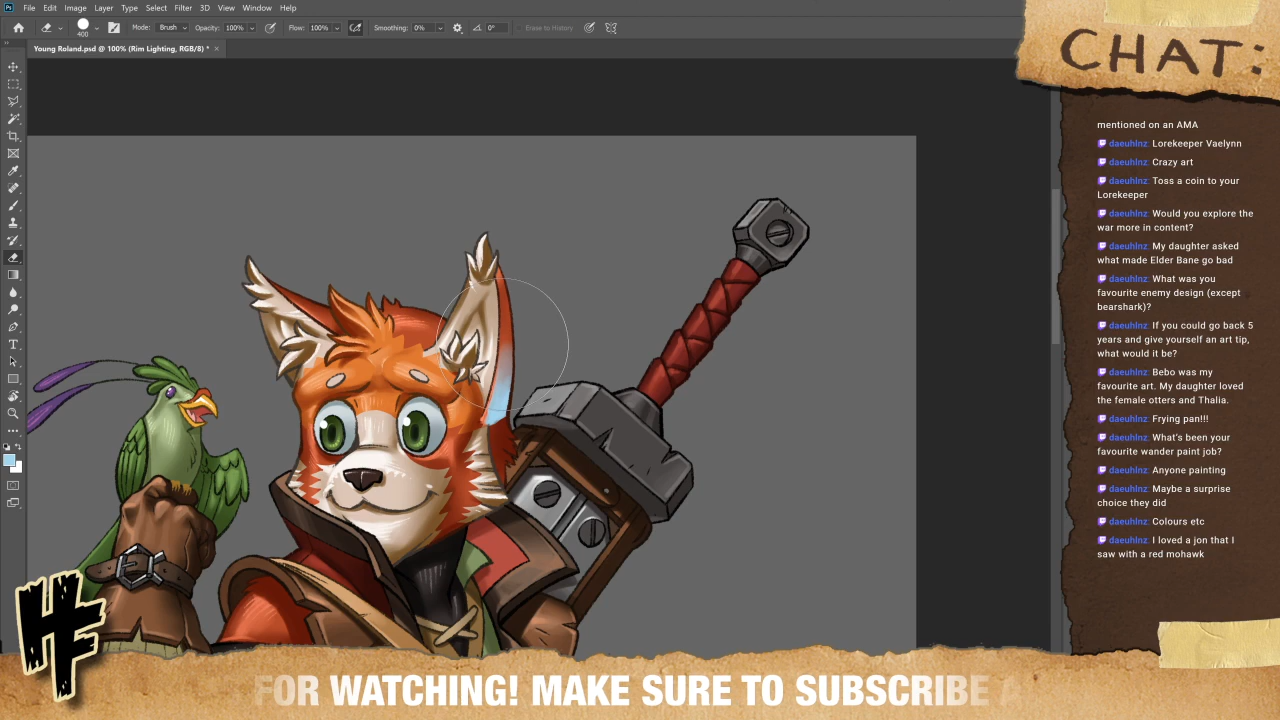 File Edit Image Layer Type Select Filter 3D View Window Help
400 Mode: Brush Opacity: 100% Flow: 100% Smoothing: 0% 0° Erase to History
Young Roland.psd @ 100% (Rim Lighting, RGB/8) *
CHAT:
mentioned on an AMA
daeuhlnz: Lorekeeper Vaelynn
daeuhlnz: Crazy art
daeuhlnz: Toss a coin to your
Lorekeeper
daeuhlnz: Would you explore the
war more in content?
daeuhlnz: My daughter asked
what made Elder Bane go bad
daeuhlnz: What was you
favourite enemy design (except
bearshark)?
daeuhlnz: If you could go back 5
years and give yourself an art tip,
what would it be?
daeuhlnz: Bebo was my
favourite art. My daughter loved
the female otters and Thalia.
daeuhlnz: Frying pan!!!
daeuhlnz: What's been your
favourite wander paint job?
daeuhlnz: Anyone painting
daeuhlnz: Maybe a surprise
choice they did
daeuhlnz: Colours etc
daeuhlnz: I loved a jon that I
saw with a red mohawk
HF
FOR WATCHING! MAKE SURE TO SUBSCRIBE A